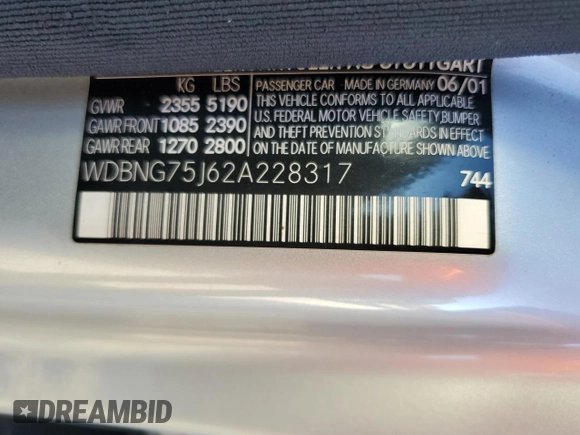 STUTTGART
KG LBS
GVWR 2355 5190
GAWR FRONT 1085 2390
GAWR REAR 1270 2800
PASSENGER CAR MADE IN GERMANY 06/01
THIS VEHICLE CONFORMS TO ALL APPLICABLE
U.S. FEDERAL MOTOR VEHICLE SAFETY, BUMPER
AND THEFT PREVENTION STANDARDS IN EFFECT
ON THE DATE OF MANUFACTURE SHOWN ABOVE.
WDBNG75J62A228317
744
DREAMBID